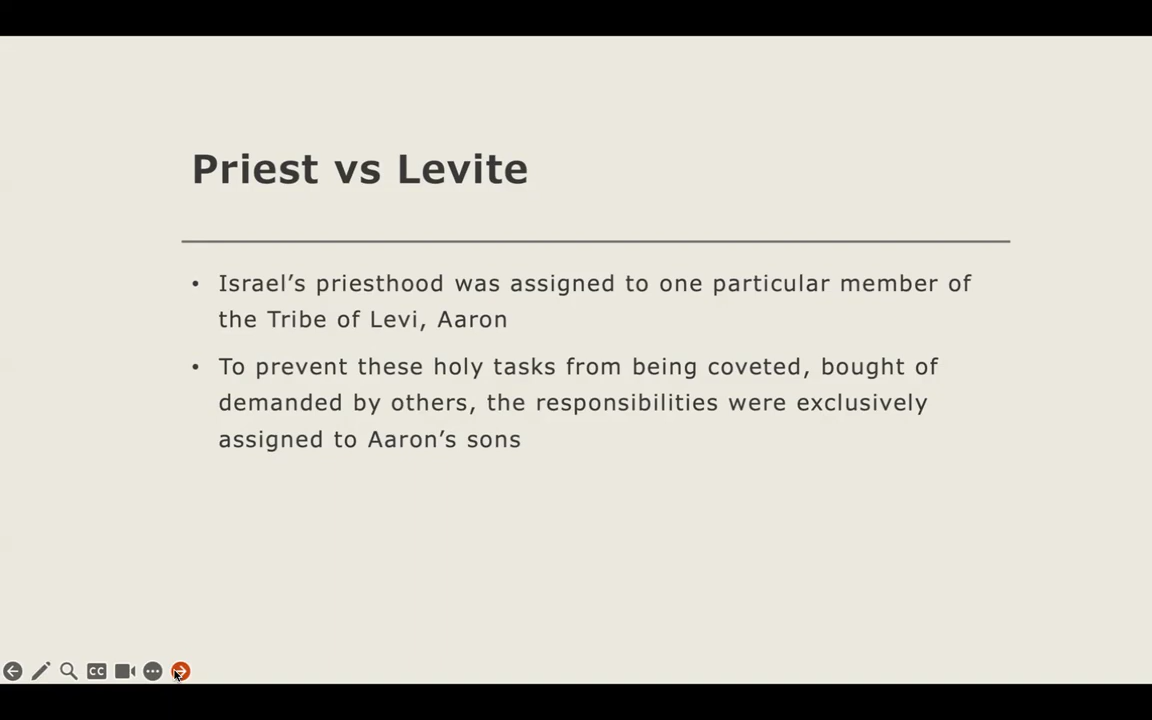 Priest vs Levite
• Israel’s priesthood was assigned to one particular member of
the Tribe of Levi, Aaron
• To prevent these holy tasks from being coveted, bought of
demanded by others, the responsibilities were exclusively
assigned to Aaron’s sons
CC